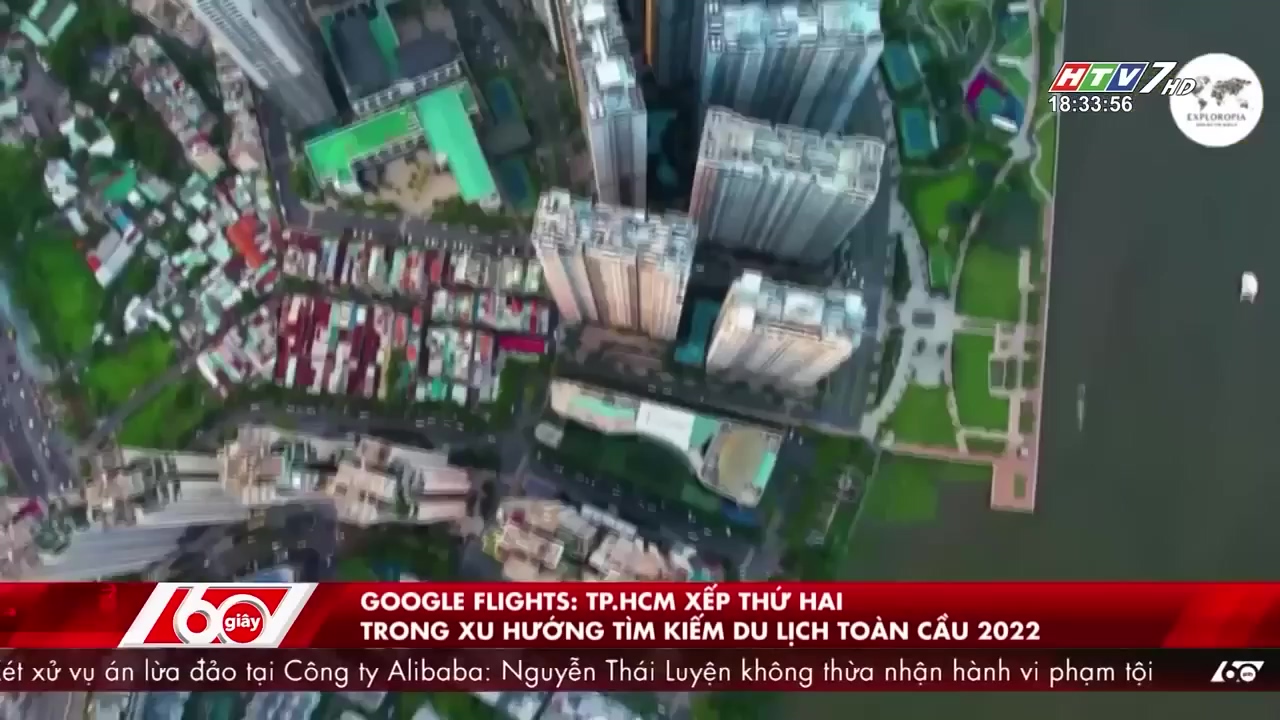 HTV7 HD
18:33:56
EXPLOROPIA
60 giây
GOOGLE FLIGHTS: TP.HCM XẾP THỨ HAI
TRONG XU HƯỚNG TÌM KIẾM DU LỊCH TOÀN CẦU 2022
ét xử vụ án lừa đảo tại Công ty Alibaba: Nguyễn Thái Luyện không thừa nhận hành vi phạm tội
60 giây